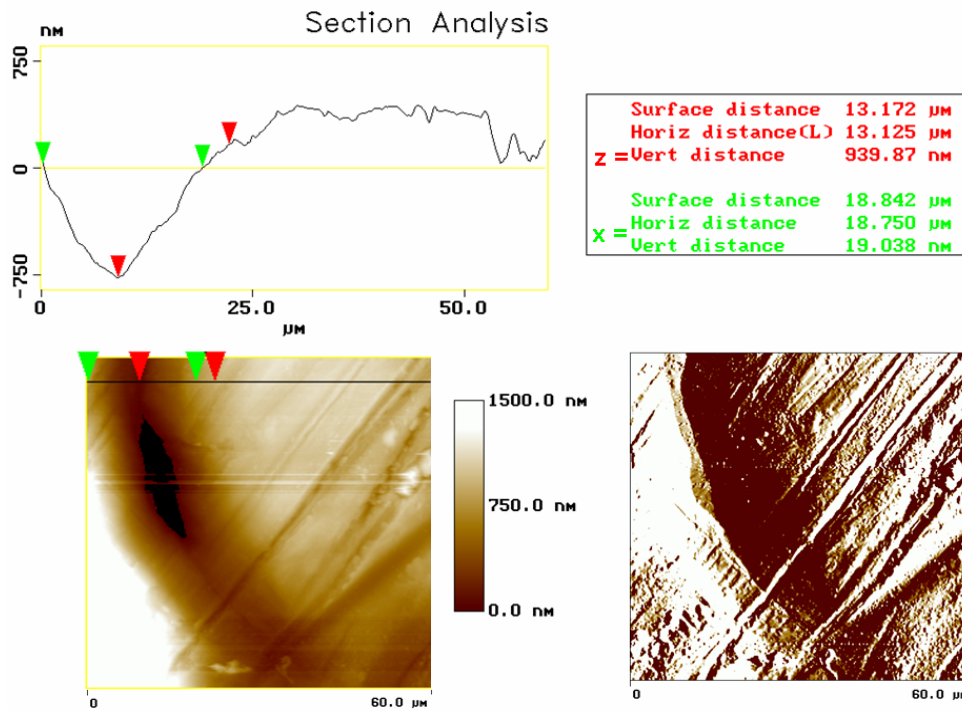 Section Analysis
nM
750
0
-750
0 25.0 50.0
µM
Surface distance 13.172 µM
Horiz distance(L) 13.125 µM
z = Vert distance 939.87 nM
Surface distance 18.842 µM
Horiz distance 18.750 µM
x =
Vert distance 19.038 nM
1500.0 nM
750.0 nM
0.0 nM
0 60.0 µM
0 60.0 µM